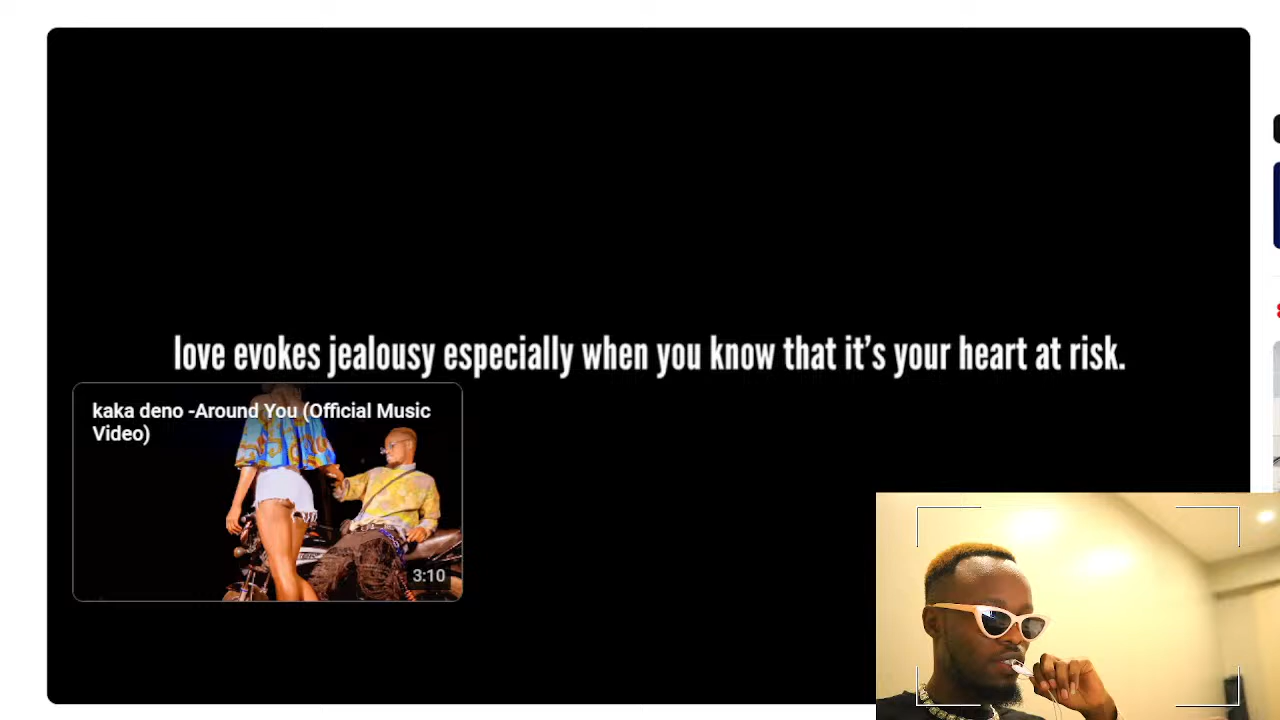 love evokes jealousy especially when you know that it’s your heart at risk.
kaka deno -Around You (Official Music
Video)
3:10